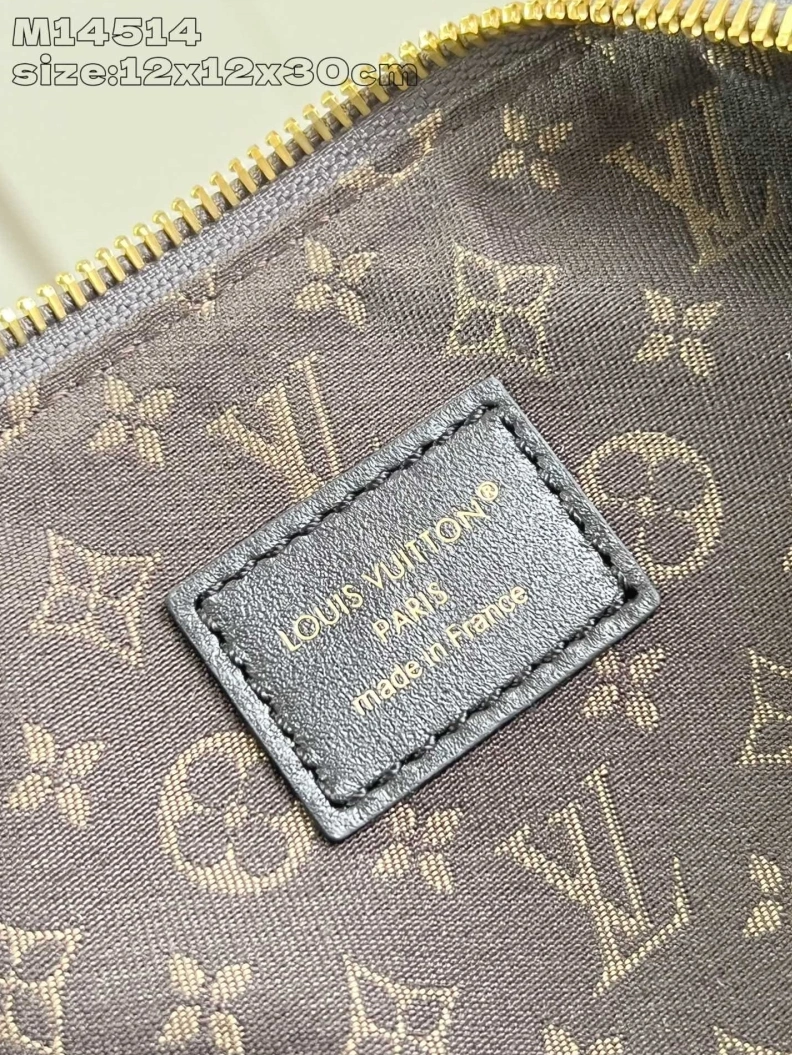 M14514
size:12x12x30cm
LOUIS VUITTON®
PARIS
made in France